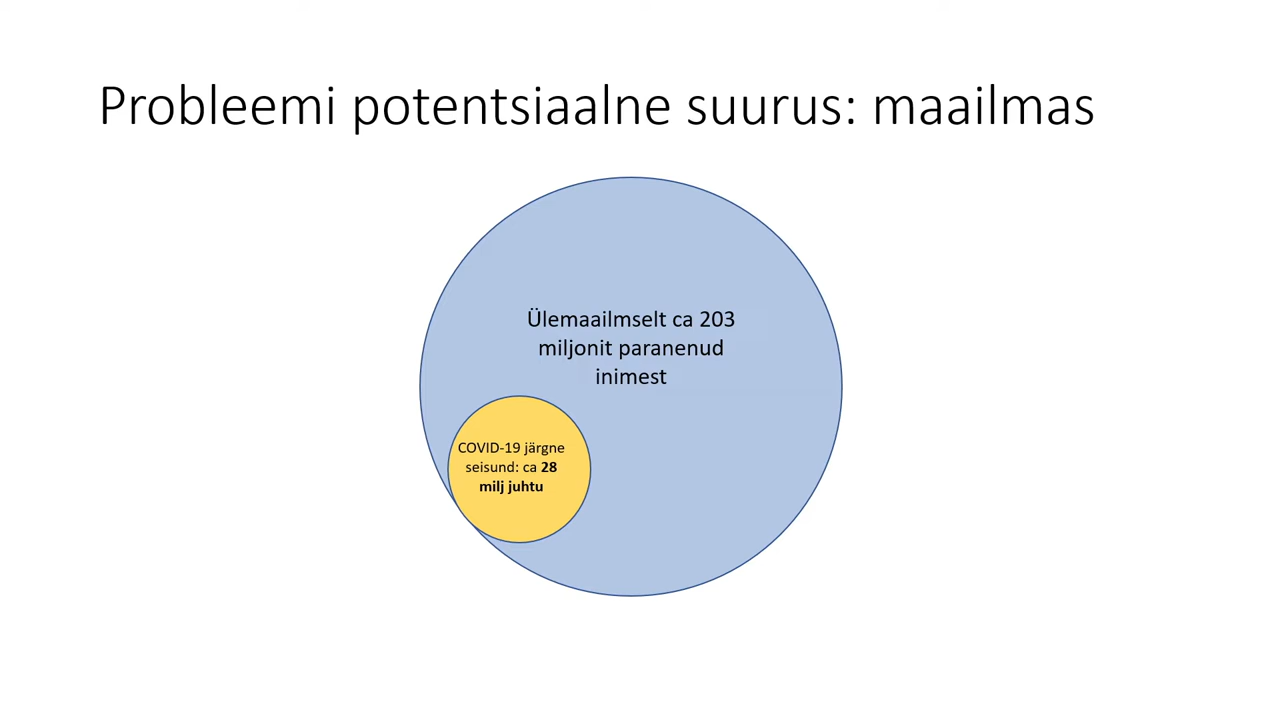 Probleemi potentsiaalne suurus: maailmas
Ülemaailmselt ca 203
miljonit paranenud
inimest
COVID-19 järgne
seisund: ca 28
milj juhtu